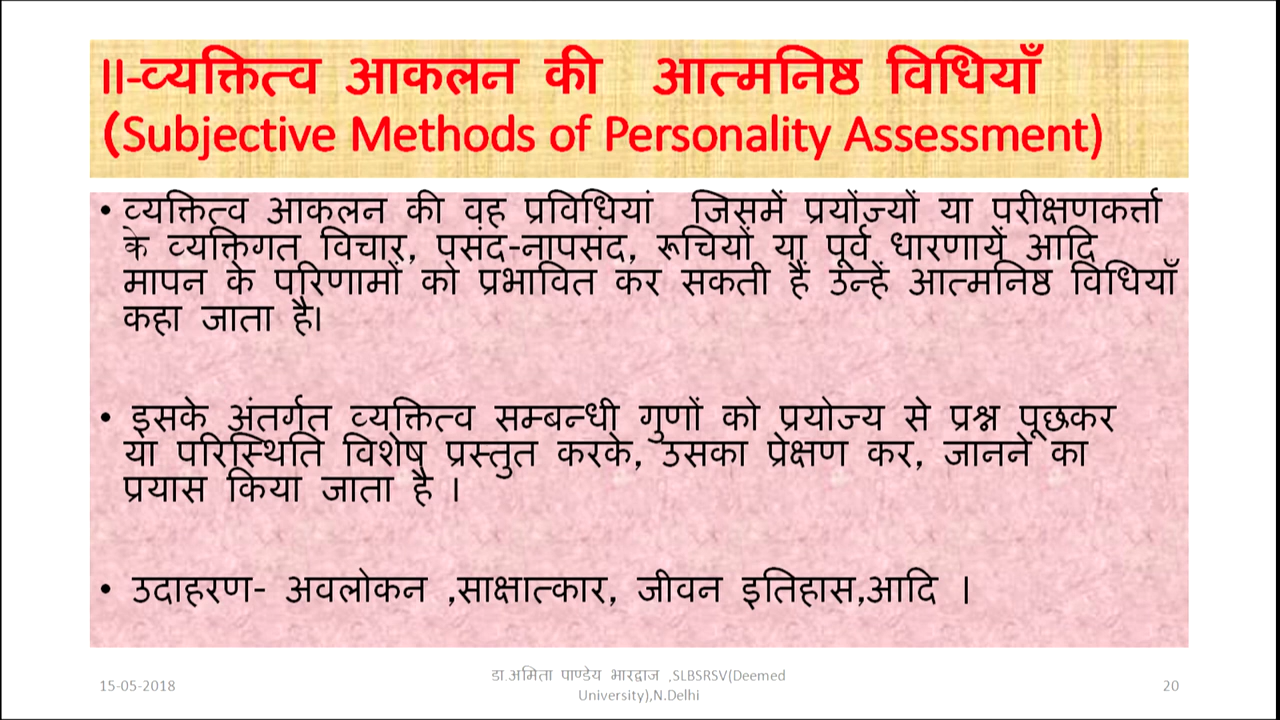 II-व्यक्तित्व आकलन की आत्मनिष्ठ विधियाँ
(Subjective Methods of Personality Assessment)
• व्यक्तित्व आकलन की वह प्रविधियां जिसमें प्रयोंज्यों या परीक्षणकर्त्ता
के व्यक्तिगत विचार, पसंद-नापसंद, रूचियों या पूर्व धारणायें आदि
मापन के परिणामों को प्रभावित कर सकती हैं उन्हें आत्मनिष्ठ विधियाँ
कहा जाता है।
• इसके अंतर्गत व्यक्तित्व सम्बन्धी गुणों को प्रयोज्य से प्रश्न पूछकर
या परिस्थिति विशेष प्रस्तुत करके, उसका प्रेक्षण कर, जानने का
प्रयास किया जाता है ।
• उदाहरण- अवलोकन ,साक्षात्कार, जीवन इतिहास,आदि ।
15-05-2018
डा.अमिता पाण्डेय भारद्वाज ,SLBSRSV(Deemed
University),N.Delhi
20